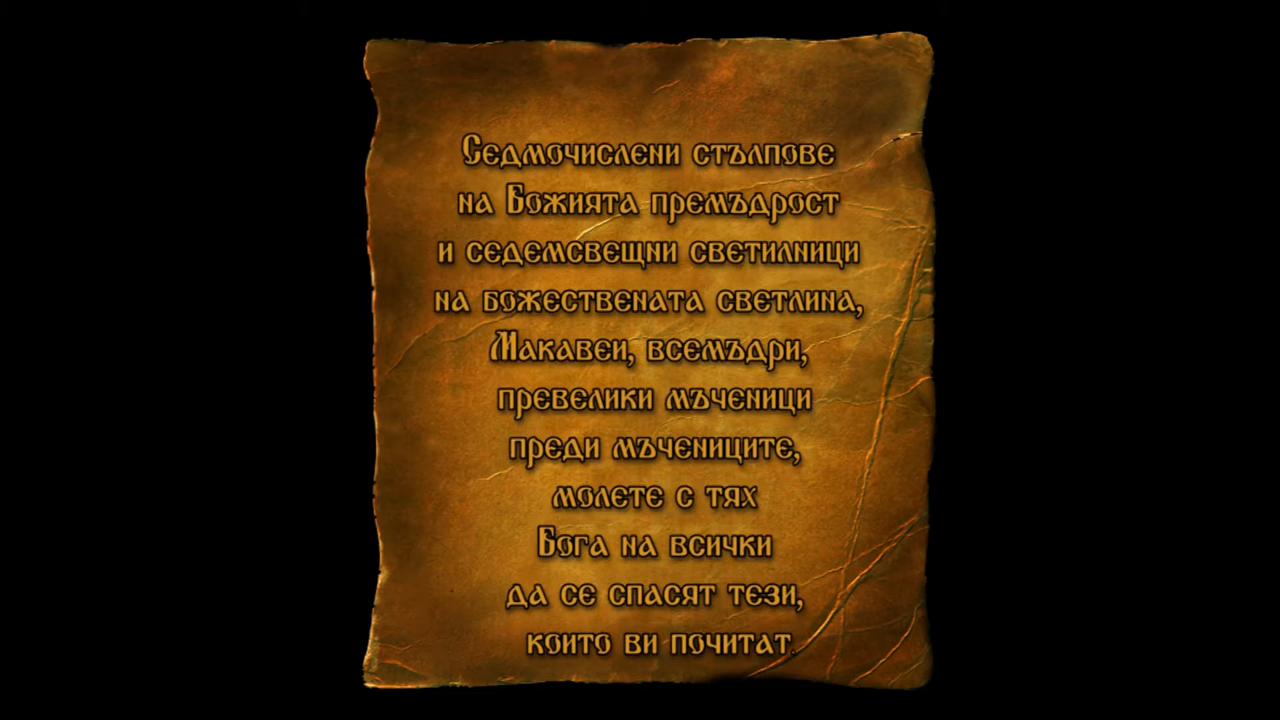 Седмочислени стълпове
на Божията премъдрост
и седемсвещни светилници
на божествената светлина,
Макавеи, всемъдри,
превелики мъченици
преди мъчениците,
молете с тях
Бога на всички
да се спасят тези,
които ви почитат.